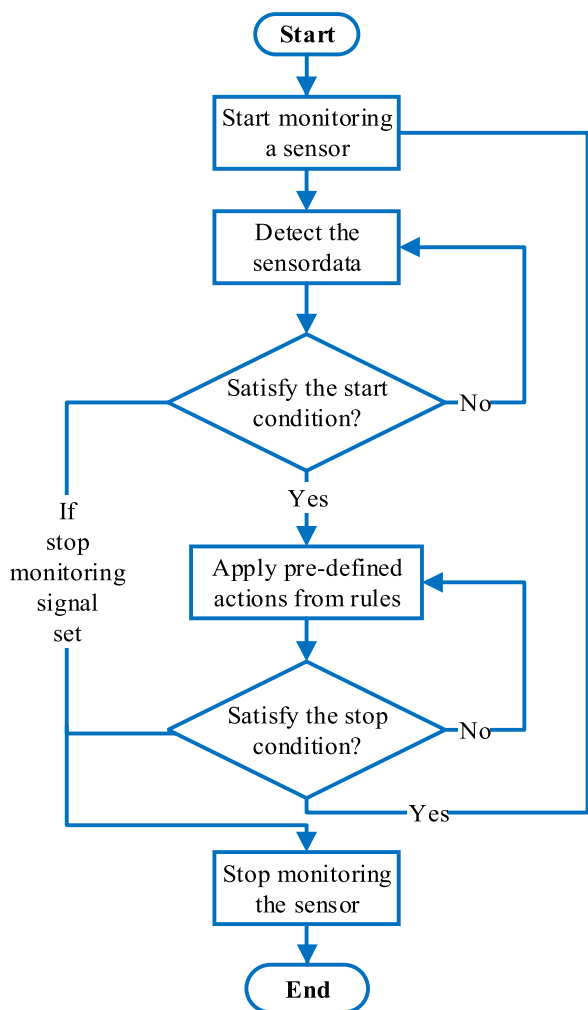 Start
Start monitoring
a sensor
Detect the
sensordata
Satisfy the start
condition?
No
Yes
If
stop
monitoring
signal
set
Apply pre-defined
actions from rules
Satisfy the stop
condition?
No
Yes
Stop monitoring
the sensor
End